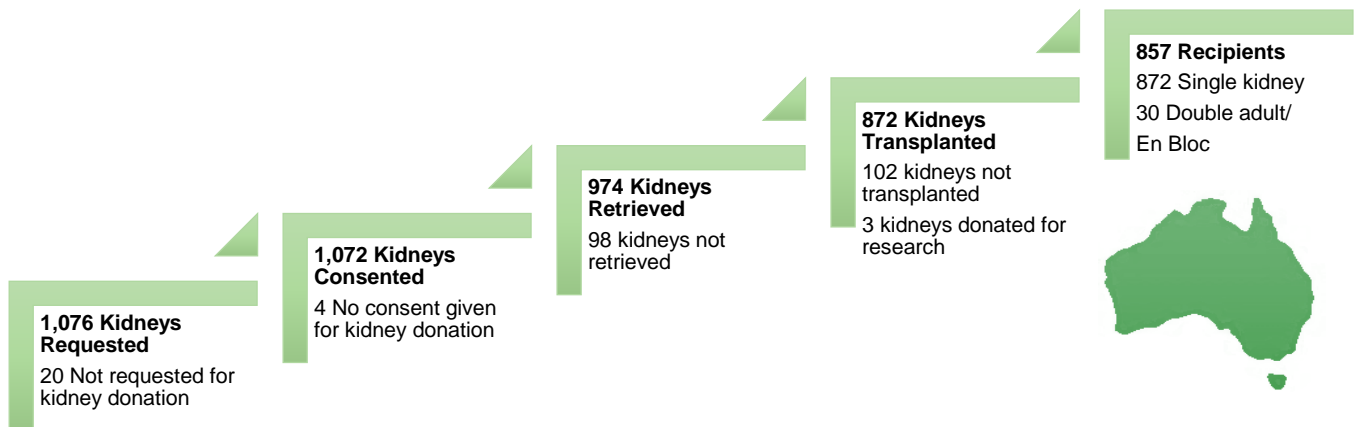 1,076 Kidneys
Requested
20 Not requested for
kidney donation
1,072 Kidneys
Consented
4 No consent given
for kidney donation
974 Kidneys
Retrieved
98 kidneys not
retrieved
872 Kidneys
Transplanted
102 kidneys not
transplanted
3 kidneys donated for
research
857 Recipients
872 Single kidney
30 Double adult/
En Bloc